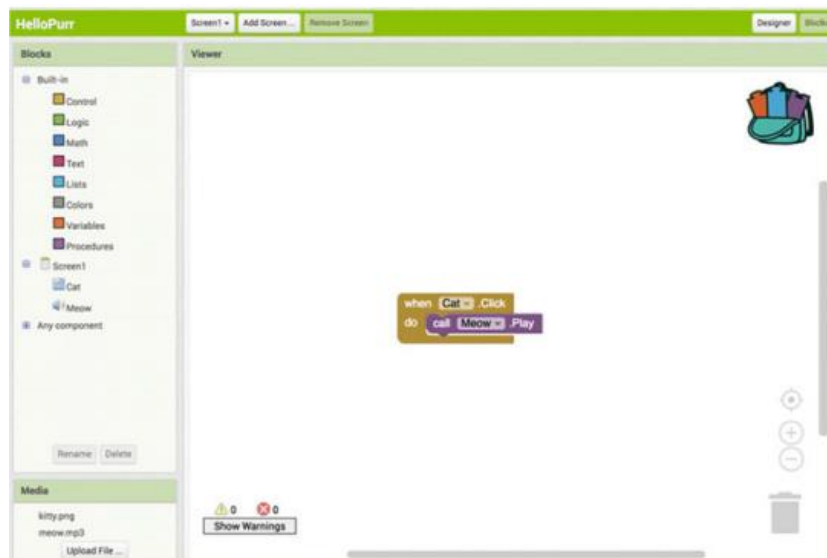 HelloPurr
Screen1 Add Screen ... Remove Screen
Designer
Blocks
Viewer
Built-in
Control
Logic
Math
Text
Lists
Colors
Variables
Procedures
Screen1
Cat
Meow
Any component
Rename Delete
when Cat .Click
do call Meow .Play
Media
kitty.png
meow.mp3
Upload File ...
0 0
Show Warnings